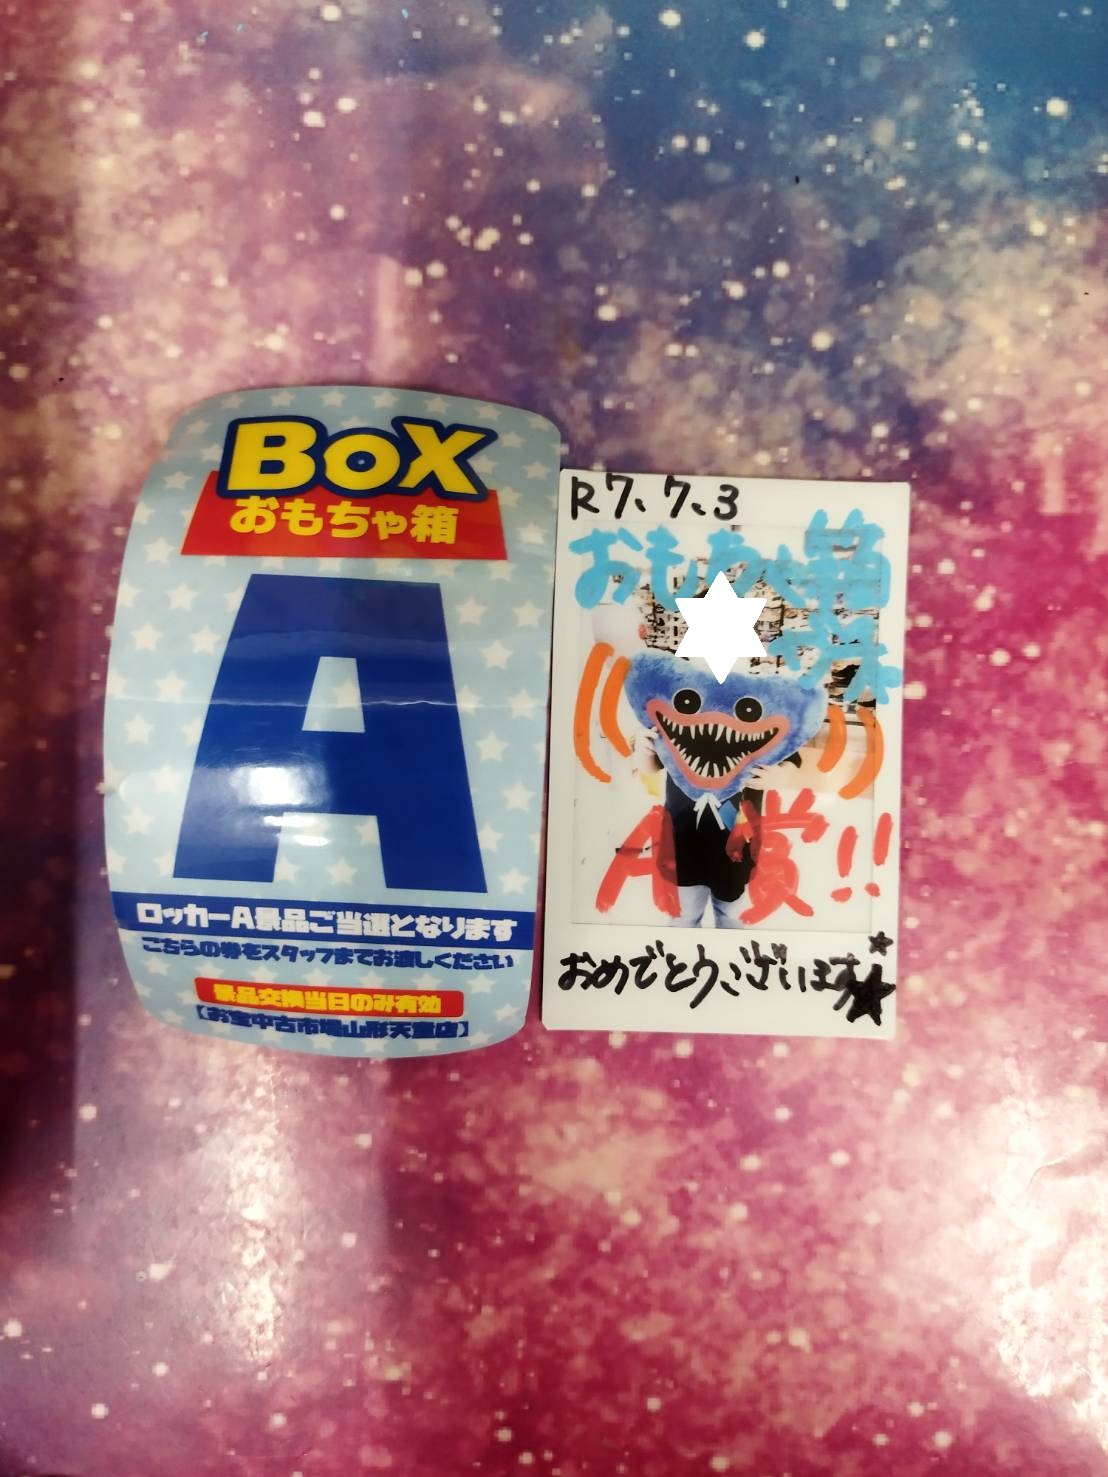 BoX
おもちゃ箱
A
ロッカーA景品ご当選となります
こちらの券をスタッフまでお渡しください
景品交換当日のみ有効
【お宝中古市場山形天童店】
R7.7.3
おもちゃ箱
A賞!!
おめでとうございます★